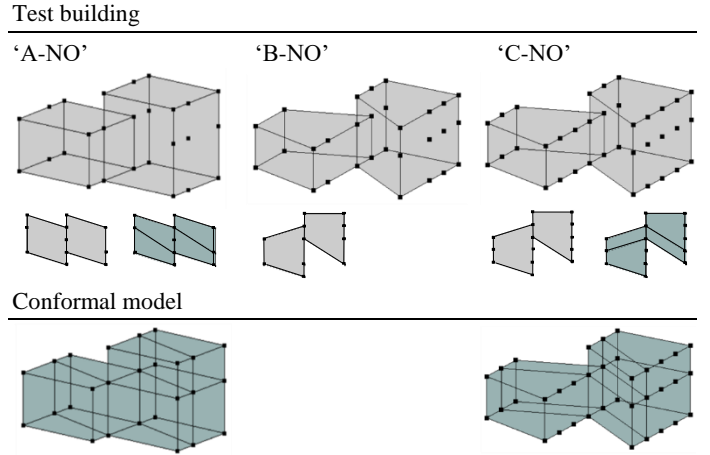 Test building
‘A-NO’ ‘B-NO’ ‘C-NO’
Conformal model